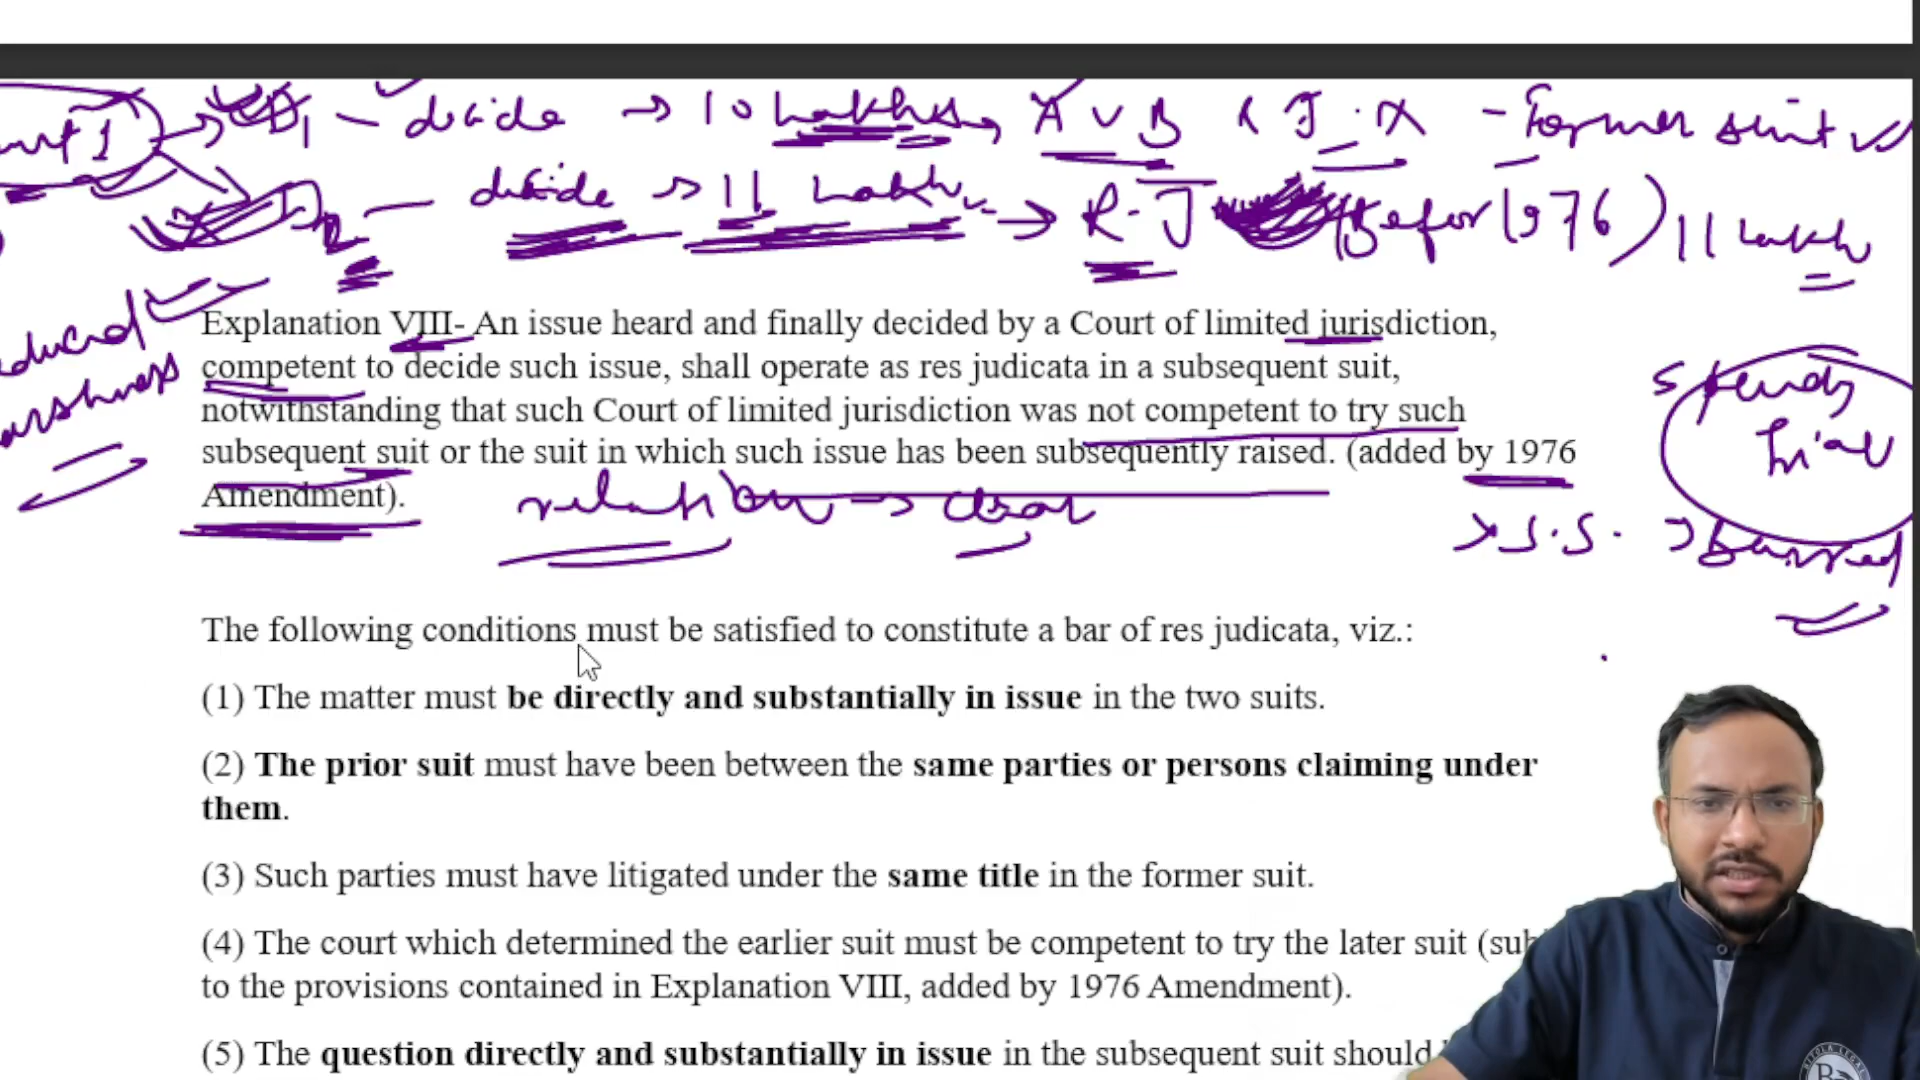 decide → 10 Lakhs → A v B R J. X - Former suit
decide → 11 Lakh → R.J (Before 1976) 11 Lakh
Explanation VIII- An issue heard and finally decided by a Court of limited jurisdiction,
competent to decide such issue, shall operate as res judicata in a subsequent suit,
notwithstanding that such Court of limited jurisdiction was not competent to try such
subsequent suit or the suit in which such issue has been subsequently raised. (added by 1976
Amendment).
relation → clear
speedy
trial
S.S. → barred
The following conditions must be satisfied to constitute a bar of res judicata, viz.:
(1) The matter must be directly and substantially in issue in the two suits.
(2) The prior suit must have been between the same parties or persons claiming under
them.
(3) Such parties must have litigated under the same title in the former suit.
(4) The court which determined the earlier suit must be competent to try the later suit
to the provisions contained in Explanation VIII, added by 1976 Amendment).
(5) The question directly and substantially in issue in the subsequent suit should